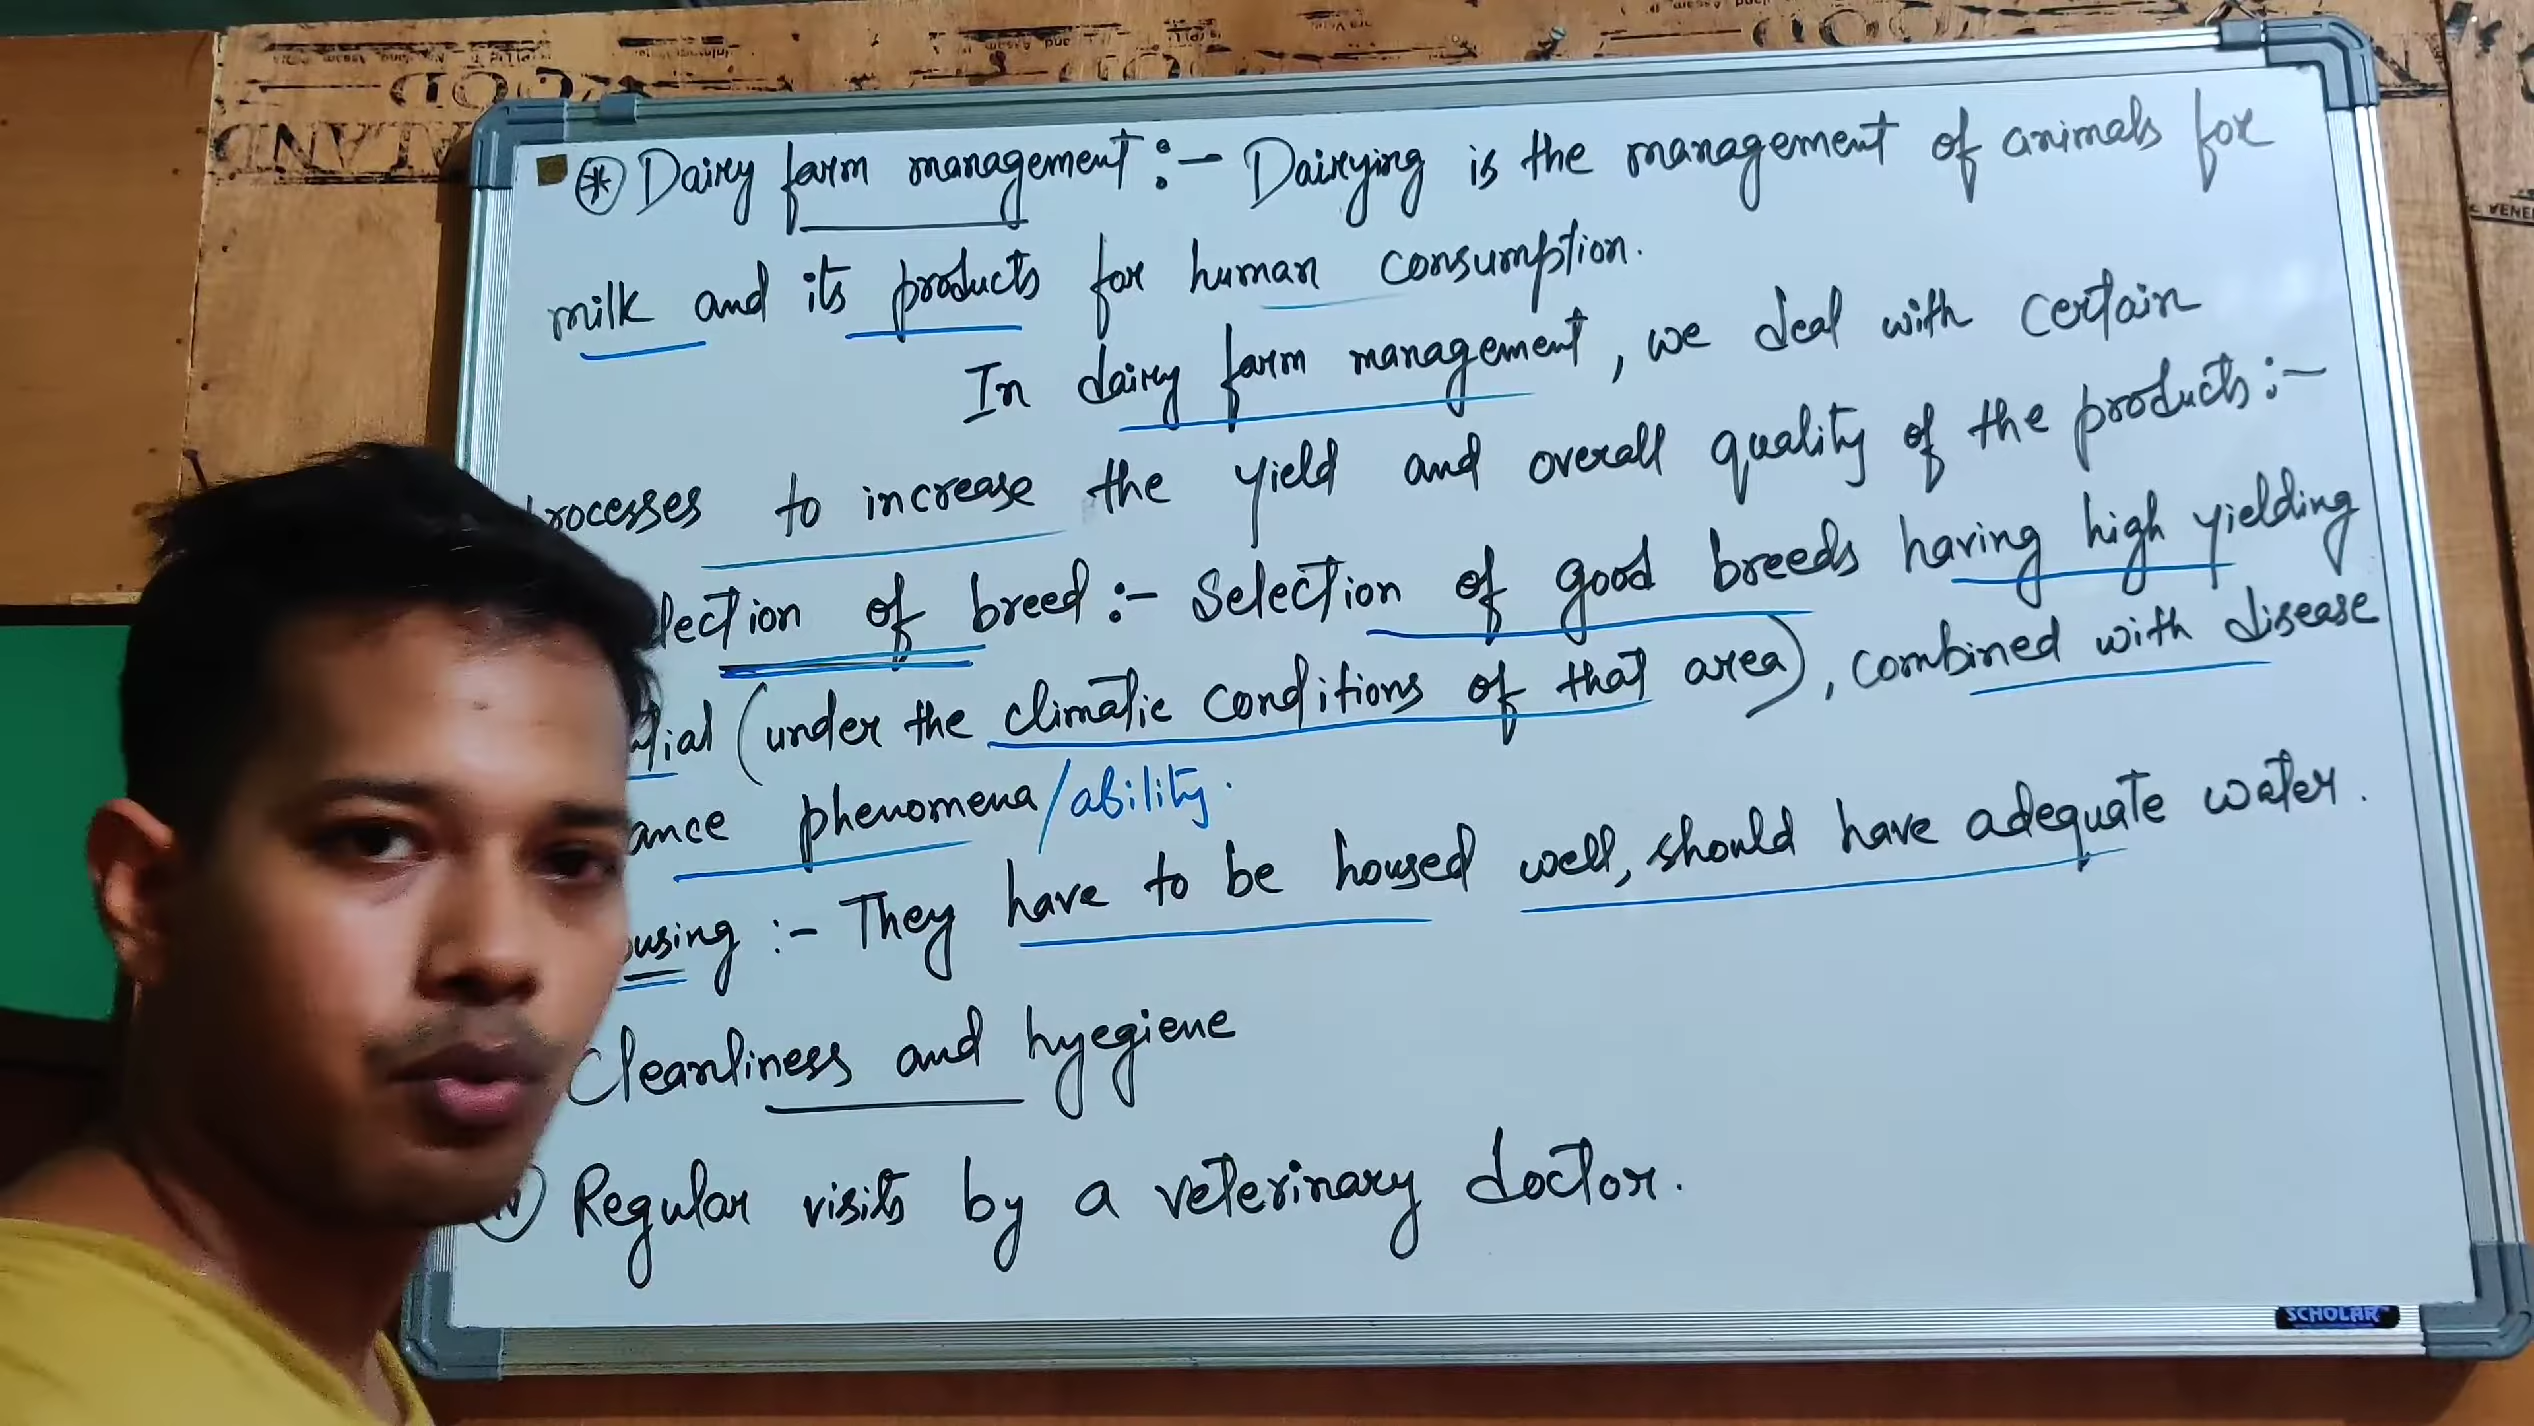 * Dairy farm management :- Dairying is the management of animals for
milk and its products for human consumption.
In dairy farm management, we deal with certain
rocesses to increase the yield and overall quality of the products :-
lection of breed :- Selection of good breeds having high yielding
tial (under the climatic conditions of that area), combined with disease
ance phenomena/ability.
ousing :- They have to be housed well, should have adequate water.
Cleanliness and hyegiene
Regular visits by a veterinary doctor.
SCHOLAR